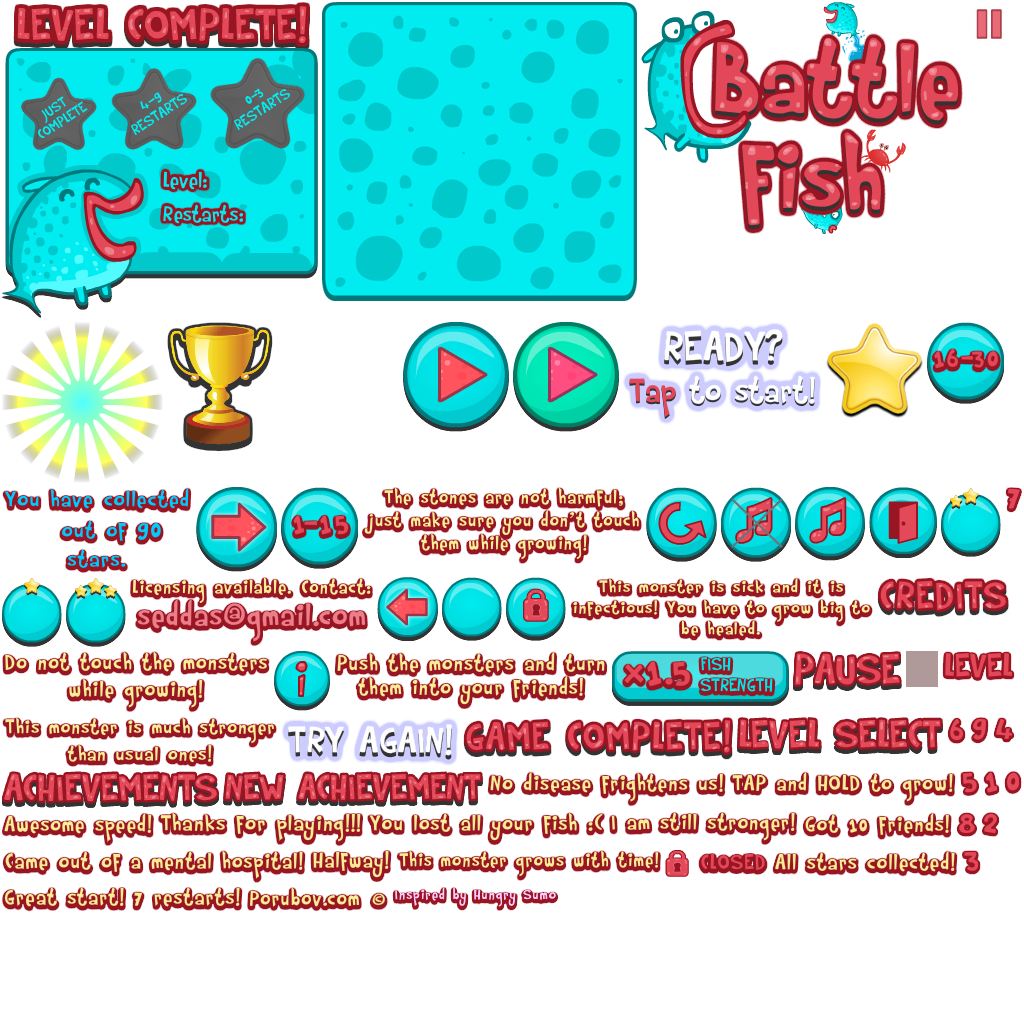 LEVEL COMPLETE!
JUST
COMPLETE
4-9
RESTARTS
0-3
RESTARTS
Level:
Restarts:
Battle
Fish
READY?
Tap to start!
16-30
You have collected
out of 90
stars.
1-15
The stones are not harmful;
just make sure you don't touch
them while growing!
7
Licensing available. Contact:
seddas@gmail.com
This monster is sick and it is
infectious! You have to grow big to
be healed.
CREDITS
Do not touch the monsters
while growing!
i
Push the monsters and turn
them into your friends!
×1.5
FISH
STRENGTH
PAUSE
LEVEL
This monster is much stronger
than usual ones!
TRY AGAIN!
GAME COMPLETE!
LEVEL SELECT
6 9 4
ACHIEVEMENTS
NEW ACHIEVEMENT
No disease frightens us!
TAP and HOLD to grow!
5 1 0
Awesome speed!
Thanks for playing!!!
You lost all your fish :(
I am still stronger!
Got 10 friends!
8 2
Came out of a mental hospital!
Halfway!
This monster grows with time!
CLOSED
All stars collected!
3
Great start!
7 restarts!
Porubov.com ©
Inspired by Hungry Sumo